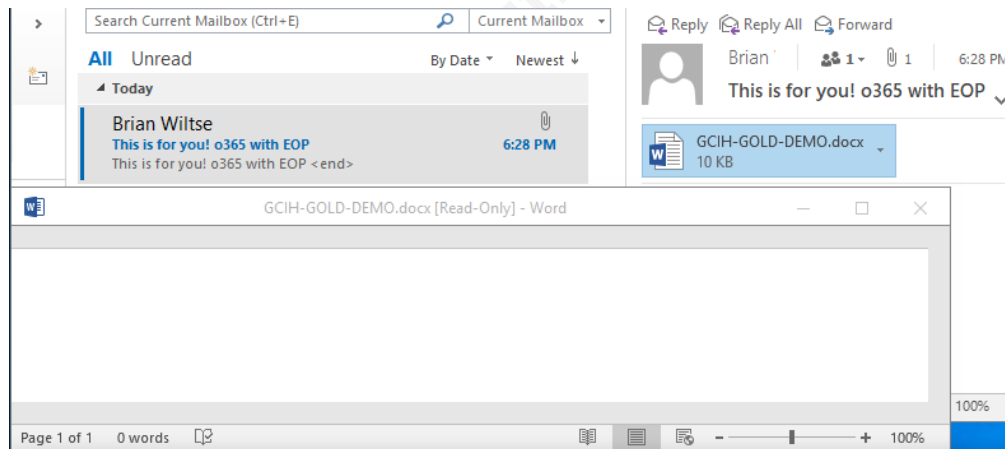 Search Current Mailbox (Ctrl+E) Current Mailbox
All Unread By Date Newest ↓
Today
Brian Wiltse
This is for you! o365 with EOP 6:28 PM
This is for you! o365 with EOP <end>
Reply Reply All Forward
Brian 1 1 6:28 PM
This is for you! o365 with EOP
GCIH-GOLD-DEMO.docx
10 KB
GCIH-GOLD-DEMO.docx [Read-Only] - Word
100%
Page 1 of 1 0 words - + 100%